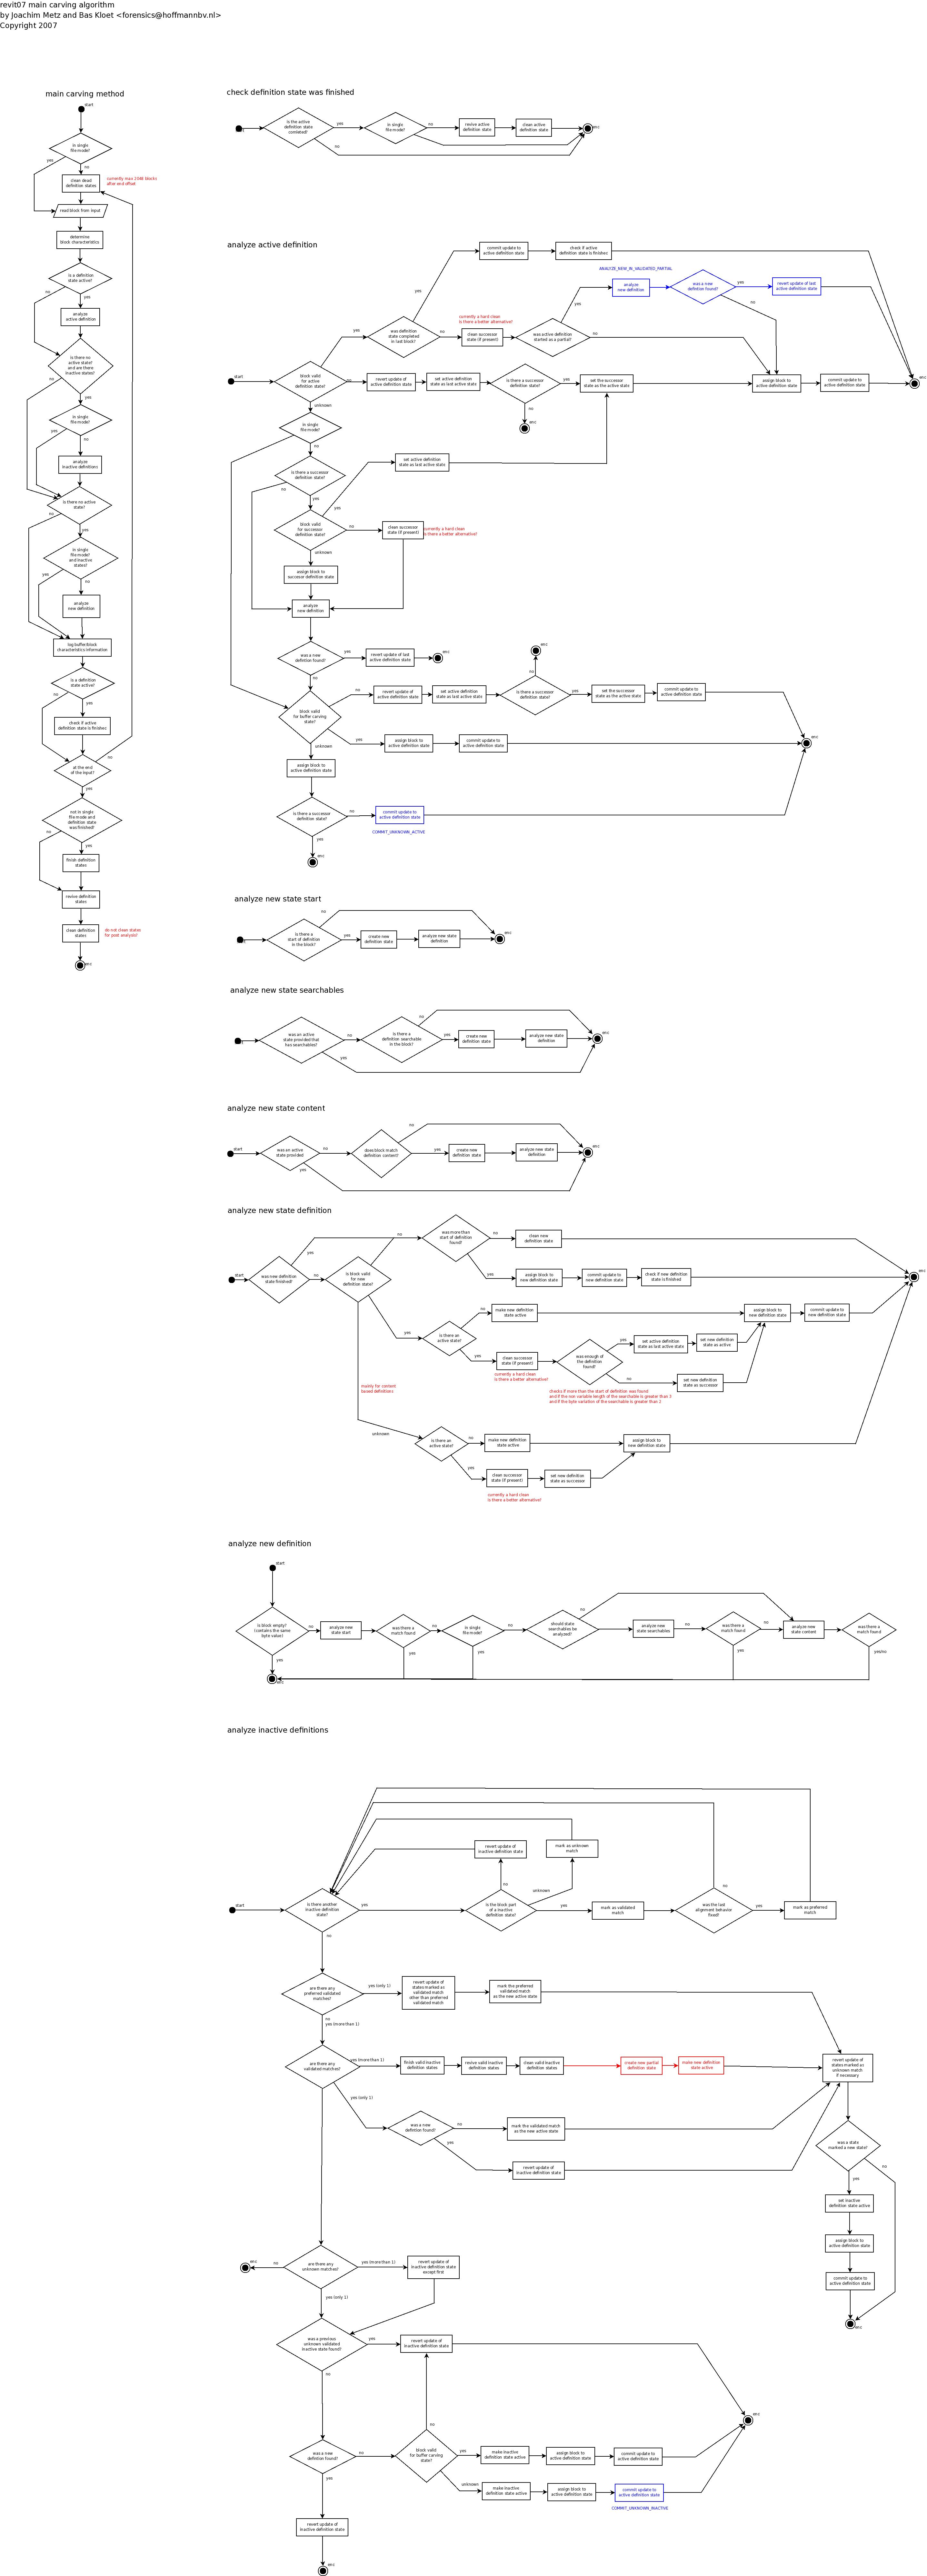 revit07 main carving algorithm
by Joachim Metz and Bas Kloet <forensics@hoffmannbv.nl>
Copyright 2007
main carving method
start
in single
file mode?
yes
no
clean dead
definition states
currently max 2048 blocks
after end offset
read block from input
determine
block characteristics
is a definition
state active?
no
yes
analyze
active definition
is there no
active state?
and are there
inactive states?
no
yes
in single
file mode?
yes
no
analyze
inactive definitions
is there no active
state?
no
yes
in single
file mode?
and inactive
states?
yes
no
analyze
new definition
log buffer/block
characteristics information
is a definition
state active?
no
yes
check if active
definition state is finished
at the end
of the input?
no
yes
not in single
file mode and
definition state
was finished?
no
yes
finish definition
states
revive definition
states
clean definition
states
do not clean states
for post analysis?
enc
check definition state was finished
is the active
definition state
comleted?
yes
no
in single
file mode?
no
revive active
definition state
clean active
definition state
enc
analyze active definition
start
block valid
for active
definition state?
yes
no
unknown
was definition
state completed
in last block?
yes
no
commit update to
active definition state
check if active
definition state is finished
currently a hard clean
is there a better alternative?
clean successor
state (if present)
was active definition
started as a partial?
yes
no
ANALYZE_NEW_IN_VALIDATED_PARTIAL
analyze
new definition
was a new
defintion found?
yes
no
revert update of last
active definition state
revert update of
active definition state
set active definition
state as last active state
is there a successor
definition state?
yes
no
enc
set the successor
state as the active state
assign block to
active definition state
commit update to
active definition state
enc
in single
file mode?
no
is there a successor
definition state?
no
yes
set active definition
state as last active state
block valid
for successor
definition state?
yes
no
unknown
clean successor
state (if present)
currently a hard clean
is there a better alternative?
assign block to
succesor definition state
analyze
new definition
was a new
definition found?
yes
no
revert update of last
active definition state
enc
block valid
for buffer carving
state?
no
yes
unknown
revert update of
active definition state
set active definition
state as last active state
is there a successor
definition state?
no
enc
yes
set the successor
state as the active state
commit update to
active definition state
assign block to
active definition state
commit update to
active definition state
enc
assign block to
active definition state
is there a successor
definition state?
no
yes
commit update to
active definition state
COMMIT_UNKNOWN_ACTIVE
enc
analyze new state start
is there a
start of definition
in the block?
no
yes
create new
definition state
analyze new state
definition
enc
analyze new state searchables
was an active
state provided that
has searchables?
no
yes
is there a
definition searchable
in the block?
no
yes
create new
definition state
analyze new state
definition
enc
analyze new state content
start
was an active
state provided
no
yes
does block match
definition content?
no
yes
create new
definition state
analyze new state
definition
enc
analyze new state definition
start
was new definition
state finished?
yes
no
is block valid
for new
definition state?
no
yes
unknown
was more than
start of definition
found?
no
yes
clean new
definition state
assign block to
new definition state
commit update to
new definition state
check if new definition
state is finished
enc
is there an
active state?
no
yes
make new definition
state active
assign block to
new definition state
commit update to
new definition state
clean successor
state (if present)
currently a hard clean
is there a better alternative?
was enough of
the definition
found?
yes
no
set active definition
state as last active state
set new definition
state as active
set new definition
state as successor
checks if more than the start of definition was found
and if the min variable length of the searchable is greater than 3
and if the byte variation of the searchable is greater than 2
mainly for content
based definitions
is there an
active state?
no
yes
make new definition
state active
assign block to
new definition state
clean successor
state (if present)
set new definition
state as successor
currently a hard clean
is there a better alternative?
analyze new definition
start
is block empty?
(contains the same
byte value)
no
yes
analyze new
state start
was there a
match found
no
yes
in single
file mode?
no
yes
should state
searchables be
analyzed?
no
yes
analyze new
state searchables
no
was there a
match found
no
yes
analyze new
state content
was there a
match found
yes/no
enc
analyze inactive definitions
start
is there another
inactive definition
state?
yes
no
is the block part
of a inactive
definition state?
no
unknown
yes
revert update of
inactive definition state
mark as unknown
match
mark as validated
match
was the last
alignment behavior
fixed?
no
yes
mark as preferred
match
are there any
preferred validated
matches?
yes (only 1)
no
yes (more than 1)
revert update of
states marked as
validated match
other than preferred
validated match
mark the preferred
validated match
as the new active state
are there any
validated matches?
yes (more than 1)
yes (only 1)
finish valid inactive
definition states
revive valid inactive
definition states
clean valid inactive
definition states
create new partial
definition state
make new definition
state active
revert update of
states marked as
unknown match
if necessary
was a new
defintion found?
no
yes
mark the validated match
as the new active state
revert update of
inactive definition state
was a state
marked a new state?
no
yes
set inactive
definition state active
assign block to
active definition state
commit update to
active definition state
enc
are there any
unknown matches?
no
enc
yes (more than 1)
yes (only 1)
revert update of
inactive definition state
except first
was a previous
unknown validated
inactive state found?
yes
no
revert update of
inactive definition state
enc
was a new
defintion found?
no
yes
block valid
for buffer carving
state?
no
yes
unknown
make inactive
definition state active
assign block to
active definition state
commit update to
active definition state
make inactive
definition state active
assign block to
active definition state
commit update to
active definition state
COMMIT_UNKNOWN_INACTIVE
revert update of
inactive definition state
enc